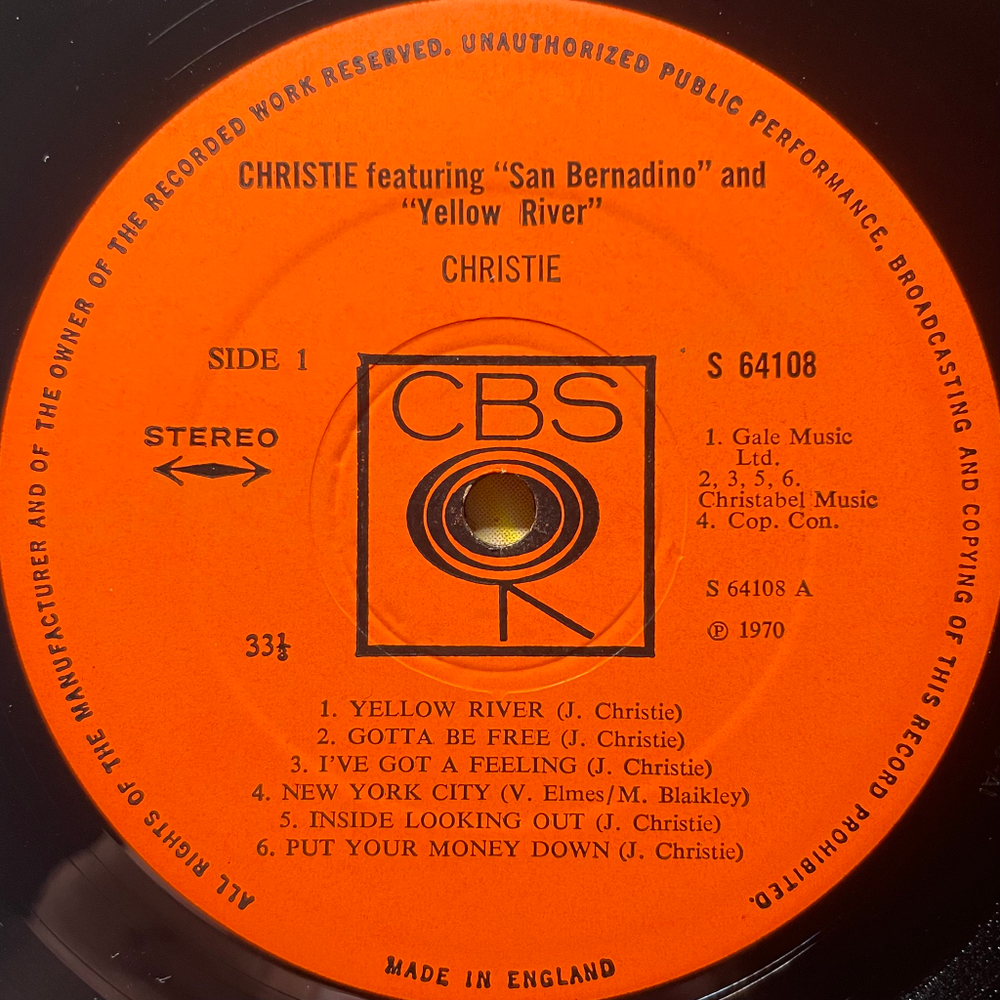 ALL RIGHTS OF THE MANUFACTURER AND OF THE OWNER OF THE RECORDED WORK RESERVED. UNAUTHORIZED PUBLIC PERFORMANCE, BROADCASTING AND COPYING OF THIS RECORD PROHIBITED.
CHRISTIE featuring “San Bernadino” and
“Yellow River”
CHRISTIE
SIDE 1
S 64108
CBS
STEREO
1. Gale Music
Ltd.
2, 3, 5, 6.
Christabel Music
4. Cop. Con.
S 64108 A
℗ 1970
33⅓
1. YELLOW RIVER (J. Christie)
2. GOTTA BE FREE (J. Christie)
3. I'VE GOT A FEELING (J. Christie)
4. NEW YORK CITY (V. Elmes/M. Blaikley)
5. INSIDE LOOKING OUT (J. Christie)
6. PUT YOUR MONEY DOWN (J. Christie)
MADE IN ENGLAND